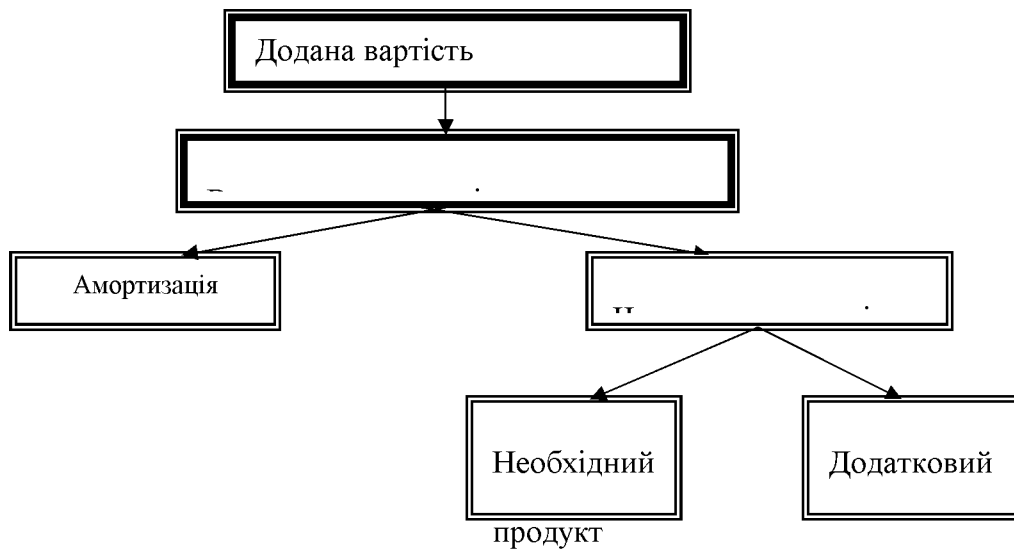 Додана вартість
Амортизація
Необхідний
Додатковий
продукт